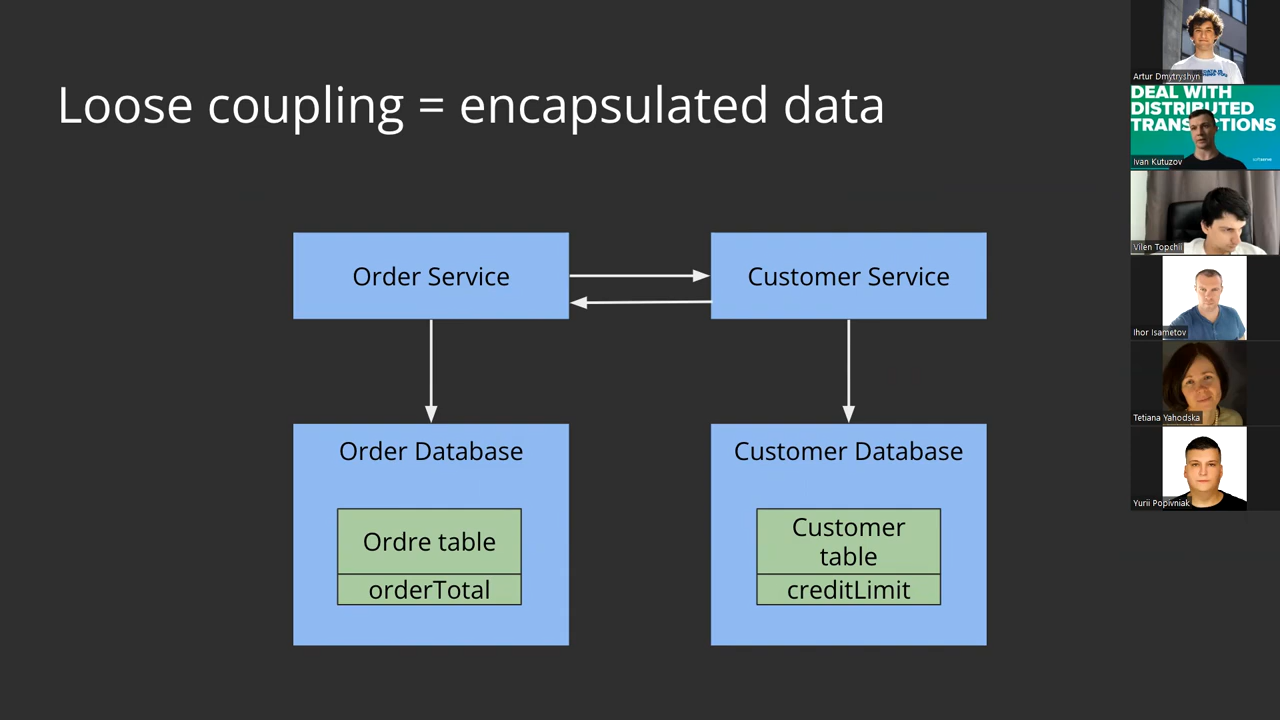 Loose coupling = encapsulated data
Order Service
Customer Service
Order Database
Customer Database
Ordre table
orderTotal
Customer
table
creditLimit
Artur Dmytryshyn
DEAL WITH
DISTRIBUTED
Ivan Kutuzov
Vilen Topchii
Ihor Isametov
Tetiana Yahodska
Yurii Popivniak